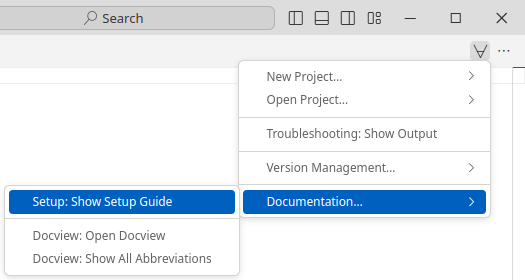 Search
∀
New Project...
Open Project...
Troubleshooting: Show Output
Version Management...
Documentation...
Setup: Show Setup Guide
Docview: Open Docview
Docview: Show All Abbreviations